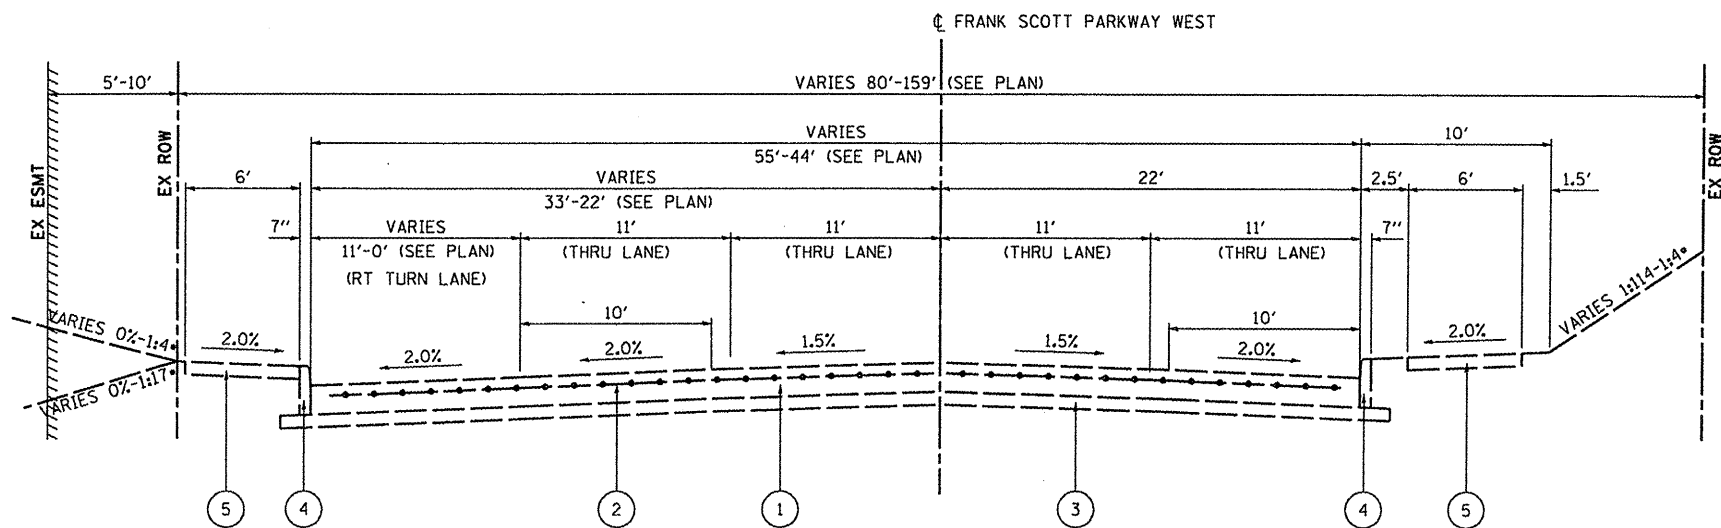 ℄ FRANK SCOTT PARKWAY WEST
5'-10'
VARIES 80'-159' (SEE PLAN)
EX ESMT
EX ROW
VARIES
55'-44' (SEE PLAN)
10'
EX ROW
6'
VARIES
33'-22' (SEE PLAN)
22'
2.5'
6'
1.5'
7"
VARIES
11'-0' (SEE PLAN)
(RT TURN LANE)
11'
(THRU LANE)
11'
(THRU LANE)
11'
(THRU LANE)
11'
(THRU LANE)
7"
VARIES 1:114-1:4*
10'
10'
VARIES 0%-1:4*
2.0%
2.0%
2.0%
1.5%
1.5%
2.0%
2.0%
VARIES 0%-1:17*
5
4
2
1
3
4
5